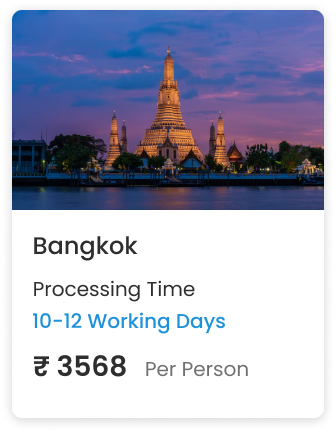 Bangkok
Processing Time
10-12 Working Days
₹ 3568 Per Person